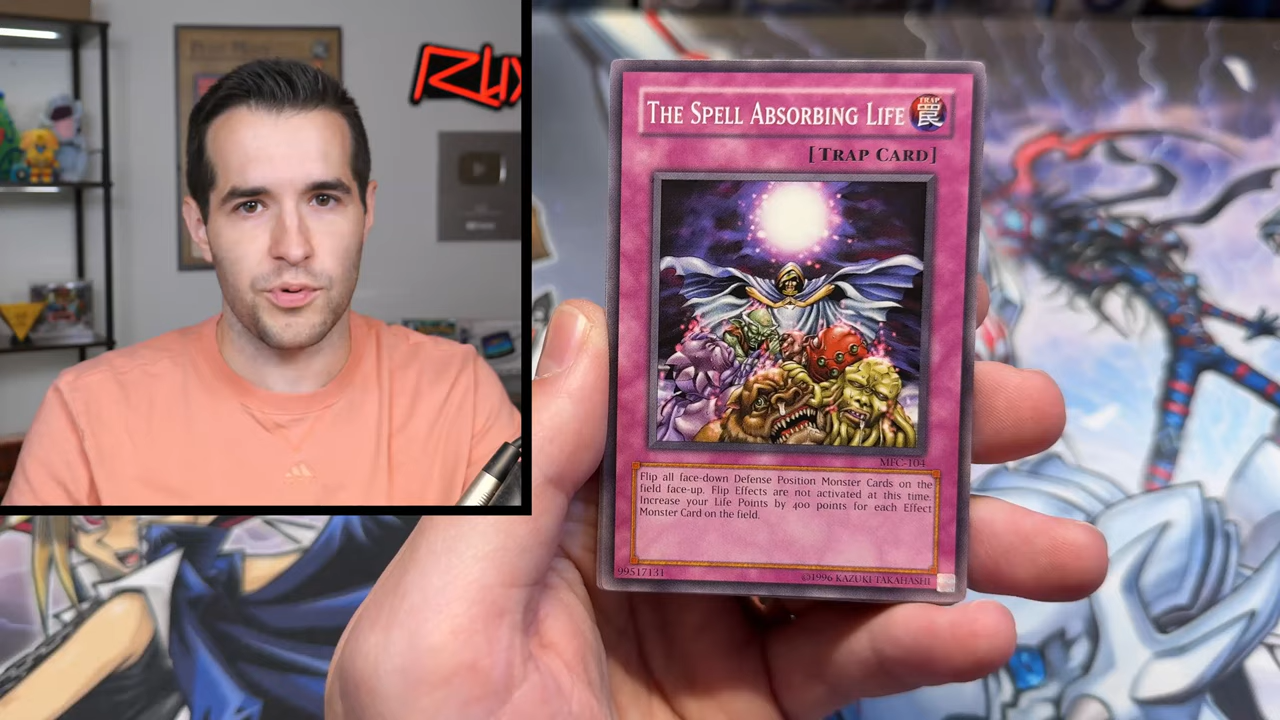 THE SPELL ABSORBING LIFE
TRAP
罠
[TRAP CARD]
MFC-104
Flip all face-down Defense Position Monster Cards on the
field face-up. Flip Effects are not activated at this time.
Increase your Life Points by 400 points for each Effect
Monster Card on the field.
99517131
©1996 KAZUKI TAKAHASHI